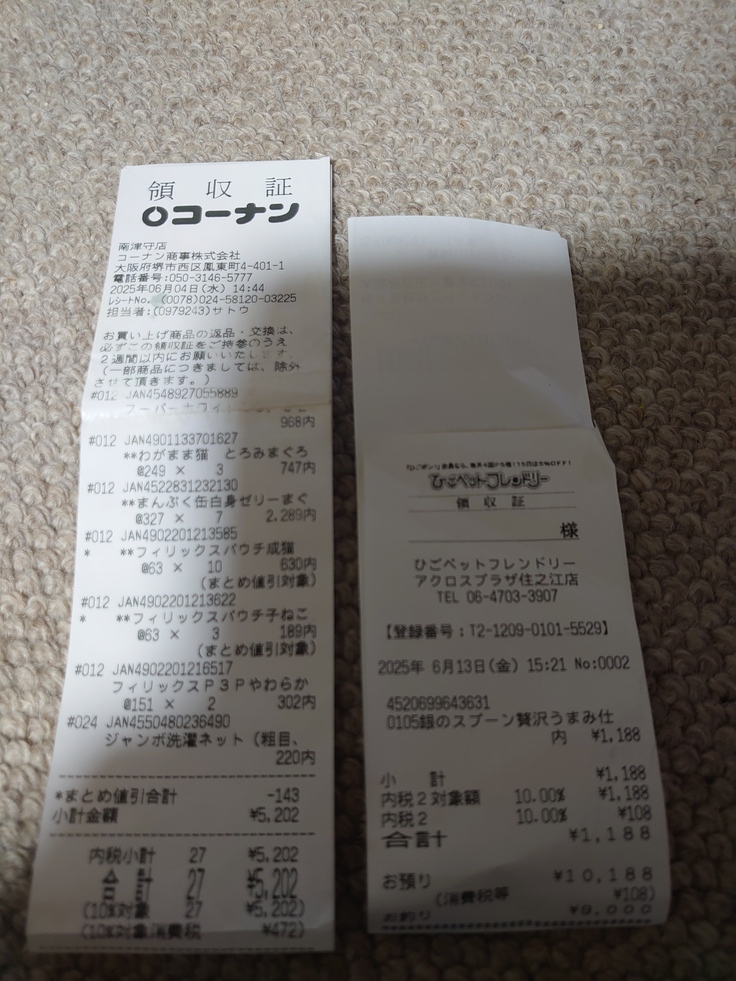 領 収 証
コーナン
南津守店
コーナン商事株式会社
大阪府堺市西区鳳東町4-401-1
電話番号:050-3146-5777
2025年06月04日(水) 14:44
レシートNo. (0078)024-58120-03225
担当者:(0979243)サトウ
お買い上げ商品の返品・交換は、
必ずこの領収証をご持参のうえ
2週間以内にお願いいたします。
(一部商品につきましては、除外
させて頂きます。)
#012 JAN4548927055889
968内
#012 JAN4901133701627
**わがまま猫 とろみまぐろ
@249 × 3 747内
#012 JAN4522831232130
**まんぷく缶白身ゼリーまぐ
@327 × 7 2,289内
#012 JAN4902201213585
* **フィリックスパウチ成猫
@63 × 10 630内
(まとめ値引対象)
#012 JAN4902201213622
* **フィリックスパウチ子ねこ
@63 × 3 189内
(まとめ値引対象)
#012 JAN4902201216517
フィリックスP3Pやわらか
@151 × 2 302内
#024 JAN4550480236490
ジャンボ洗濯ネット(粗目、
220内
*まとめ値引合計 -143
小計金額 ¥5,202
内税小計 27 ¥5,202
合 計 27 ¥5,202
(10%対象 27 ¥5,202)
(10%対象消費税 ¥472)
ひごペットフレンドリー
領 収 証
様
ひごペットフレンドリー
アクロスプラザ住之江店
TEL 06-4703-3907
【登録番号:T2-1209-0101-5529】
2025年 6月13日(金) 15:21 No:0002
4520699643631
0105銀のスプーン贅沢うまみ仕
内 ¥1,188
小 計 ¥1,188
内税2対象額 10.00% ¥1,188
内税2 10.00% ¥108
合計 ¥1,188
お預り ¥10,188
(消費税等 ¥108)
お釣り ¥9,000